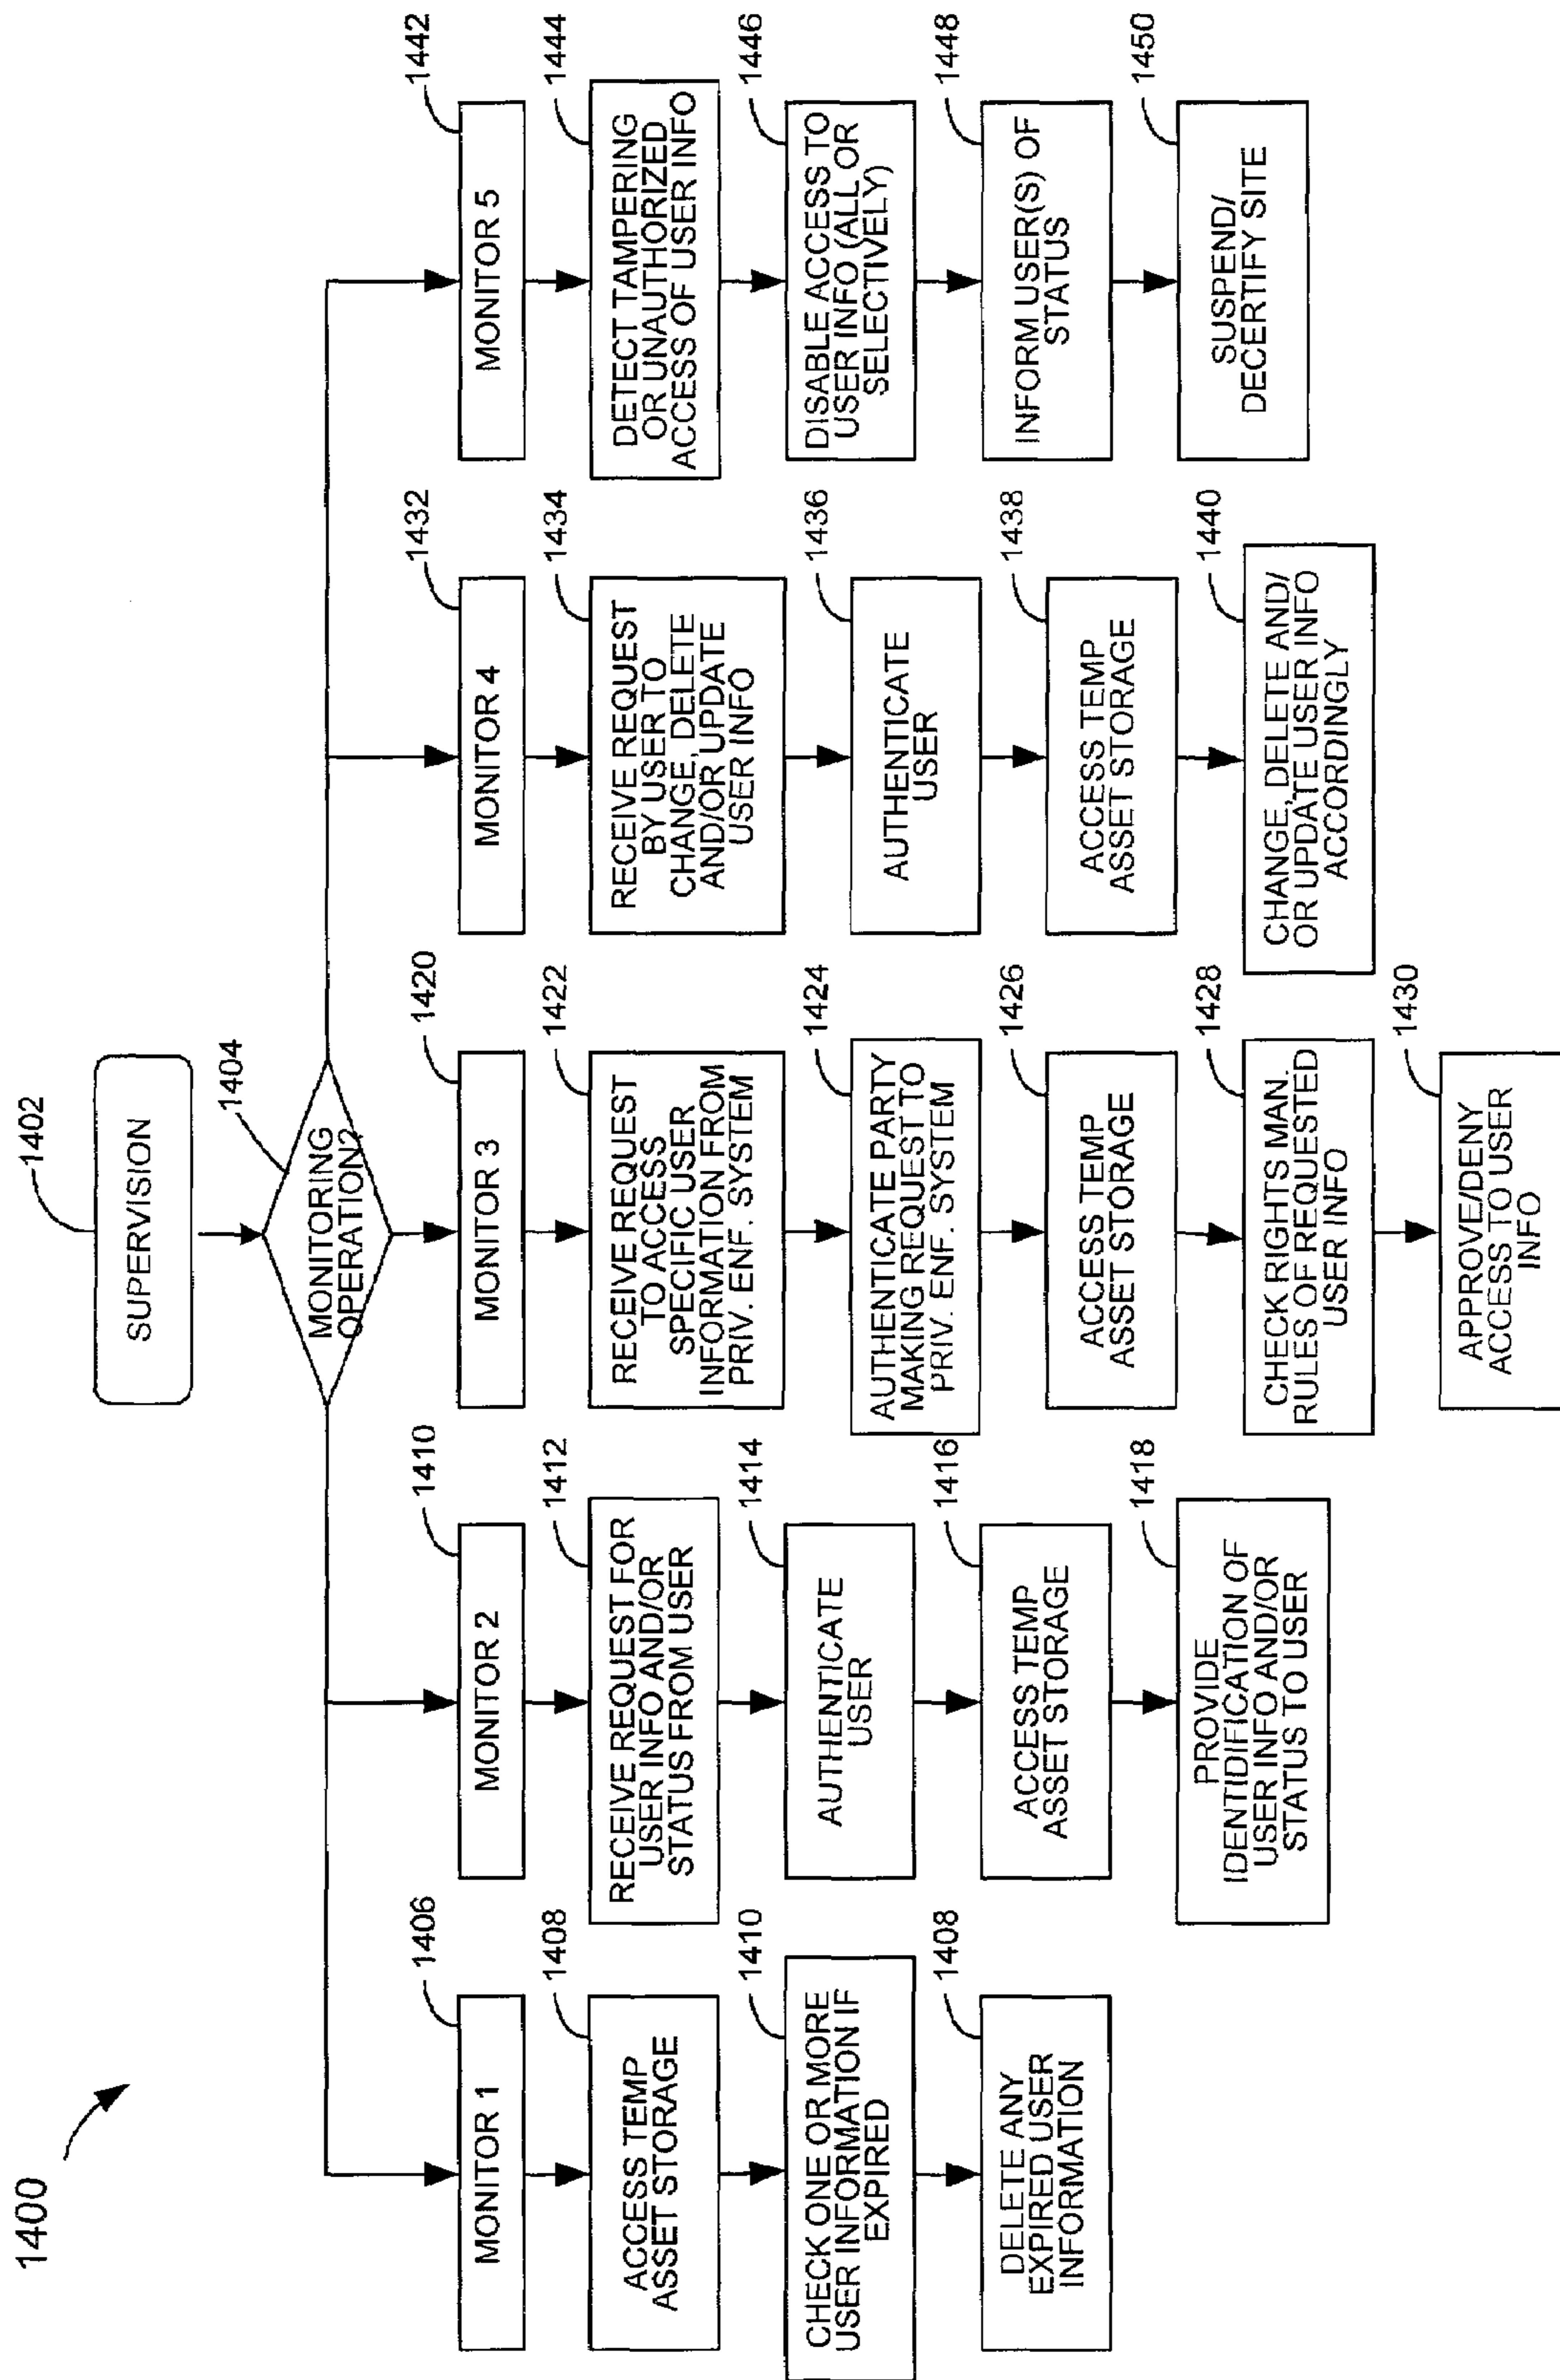 1400
1402
SUPERVISION
1404
MONITORING
OPERATION?
1406
MONITOR 1
1408
ACCESS TEMP
ASSET STORAGE
1410
CHECK ONE OR MORE
USER INFORMATION IF
EXPIRED
1408
DELETE ANY
EXPIRED USER
INFORMATION
1410
MONITOR 2
1412
RECEIVE REQUEST FOR
USER INFO AND/OR
STATUS FROM USER
1414
AUTHENTICATE
USER
1416
ACCESS TEMP
ASSET STORAGE
1418
PROVIDE
IDENTIDIFICATION OF
USER INFO AND/OR
STATUS TO USER
1420
MONITOR 3
1422
RECEIVE REQUEST
TO ACCESS
SPECIFIC USER
INFORMATION FROM
PRIV. ENF. SYSTEM
1424
AUTHENTICATE PARTY
MAKING REQUEST TO
PRIV. ENF. SYSTEM
1426
ACCESS TEMP
ASSET STORAGE
1428
CHECK RIGHTS MAN.
RULES OF REQUESTED
USER INFO
1430
APPROVE/DENY
ACCESS TO USER
INFO
1432
MONITOR 4
1434
RECEIVE REQUEST
BY USER TO
CHANGE, DELETE
AND/OR UPDATE
USER INFO
1436
AUTHENTICATE
USER
1438
ACCESS TEMP
ASSET STORAGE
1440
CHANGE, DELETE AND/
OR UPDATE USER INFO
ACCORDINGLY
1442
MONITOR 5
1444
DETECT TAMPERING
OR UNAUTHORIZED
ACCESS OF USER INFO
1446
DISABLE ACCESS TO
USER INFO (ALL OR
SELECTIVELY)
1448
INFORM USER(S) OF
STATUS
1450
SUSPEND/
DECERTIFY SITE